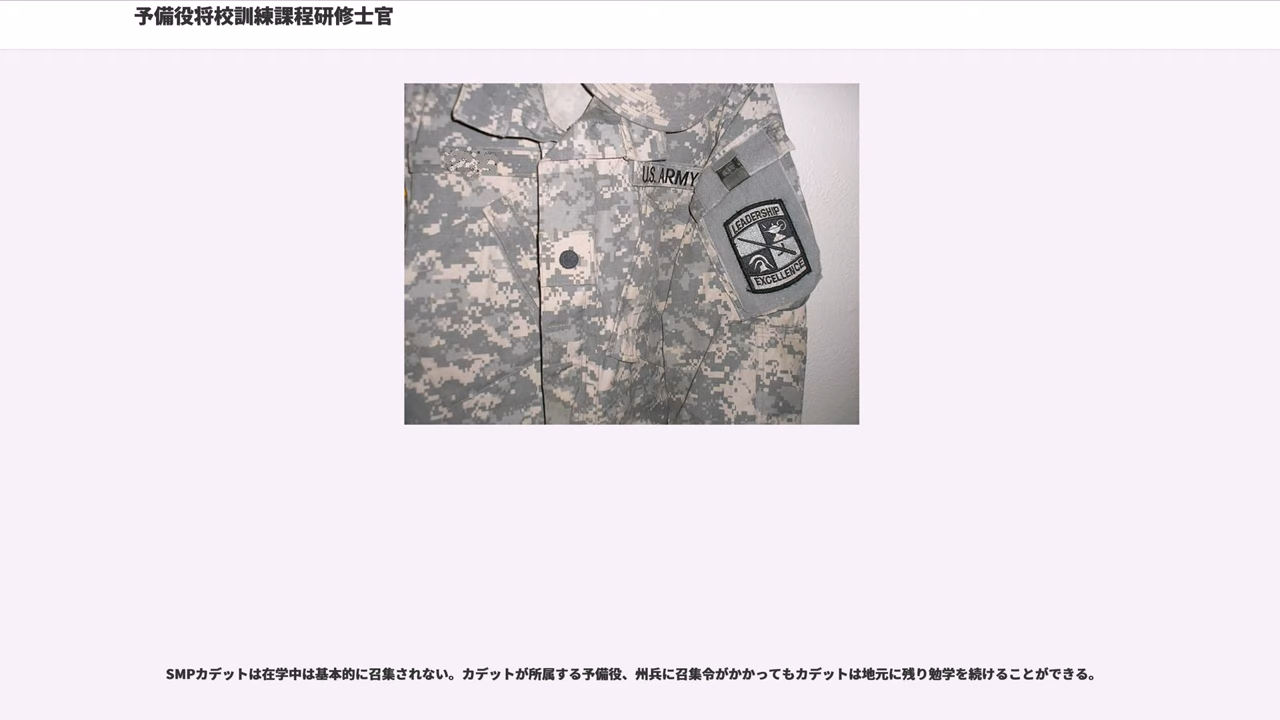 予備役将校訓練課程研修士官
U.S. ARMY
LEADERSHIP
EXCELLENCE
SMPカデットは在学中は基本的に召集されない。カデットが所属する予備役、州兵に召集令がかかってもカデットは地元に残り勉学を続けることができる。